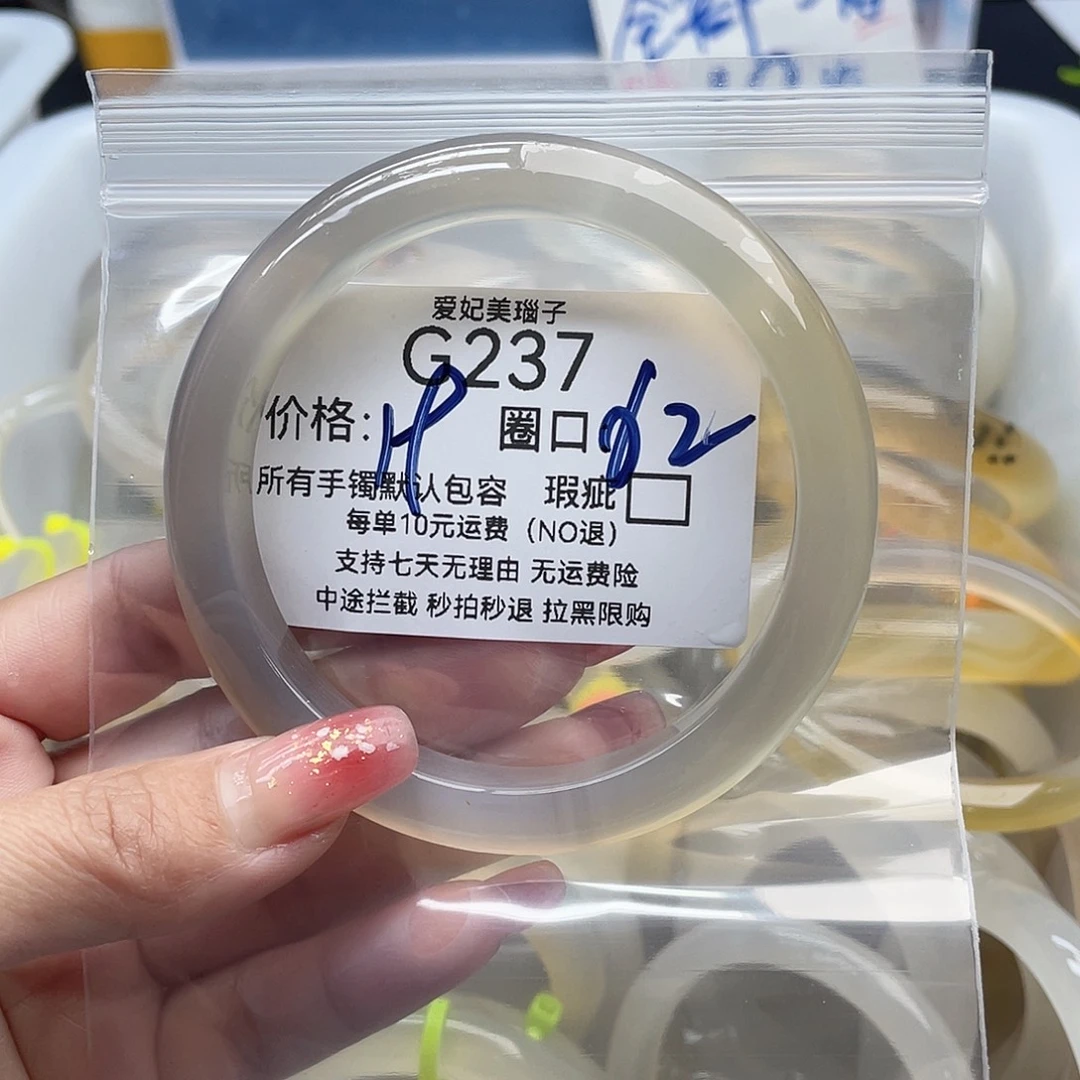 爱妃美瑙子
G237
价格: 圈口 62
所有手镯默认包容 瑕疵
每单10元运费（NO退）
支持七天无理由 无运费险
中途拦截 秒拍秒退 拉黑限购